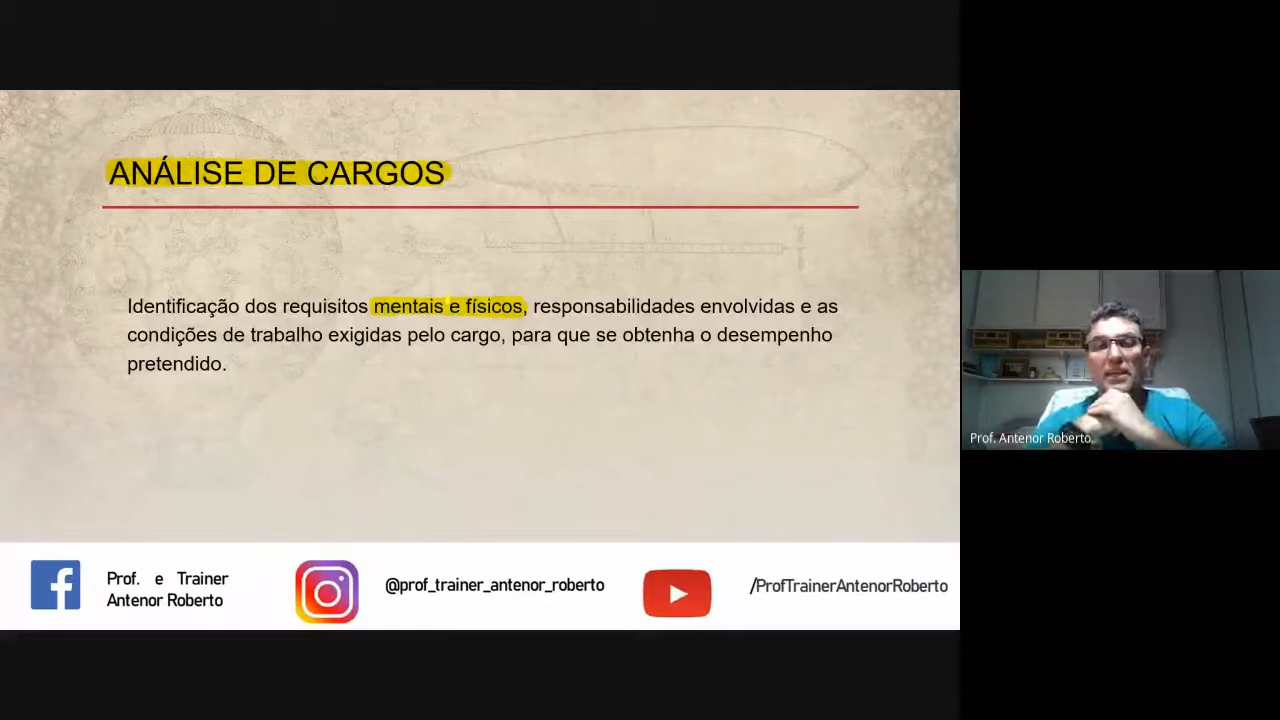 ANÁLISE DE CARGOS
Identificação dos requisitos mentais e físicos, responsabilidades envolvidas e as
condições de trabalho exigidas pelo cargo, para que se obtenha o desempenho
pretendido.
Prof. Antenor Roberto.
Prof. e Trainer
Antenor Roberto
@prof_trainer_antenor_roberto
/ProfTrainerAntenorRoberto